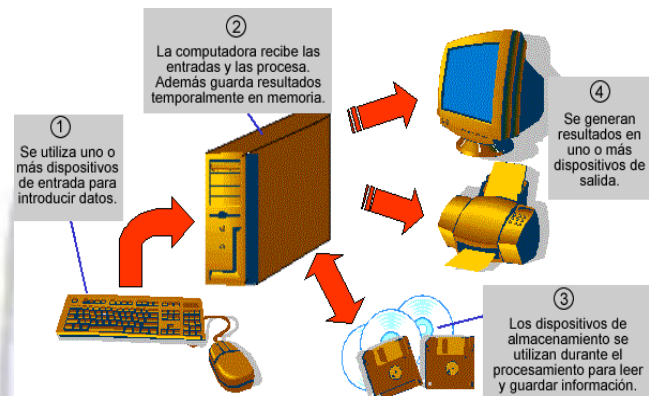 ①
Se utiliza uno o
más dispositivos
de entrada para
introducir datos.
②
La computadora recibe las
entradas y las procesa.
Además guarda resultados
temporalmente en memoria.
③
Los dispositivos de
almacenamiento se
utilizan durante el
procesamiento para leer
y guardar información.
④
Se generan
resultados en
uno o más
dispositivos de
salida.